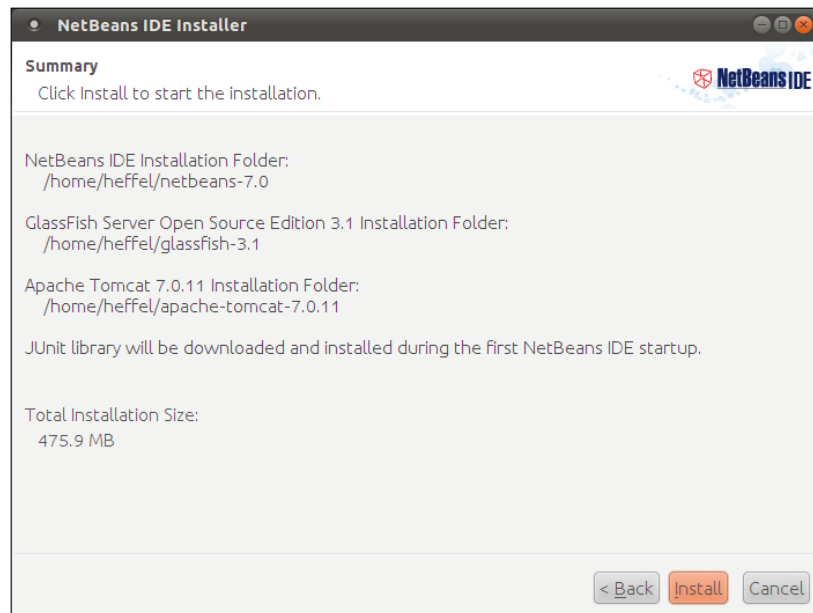 NetBeans IDE Installer
Summary
Click Install to start the installation.
NetBeans IDE
NetBeans IDE Installation Folder:
/home/heffel/netbeans-7.0
GlassFish Server Open Source Edition 3.1 Installation Folder:
/home/heffel/glassfish-3.1
Apache Tomcat 7.0.11 Installation Folder:
/home/heffel/apache-tomcat-7.0.11
JUnit library will be downloaded and installed during the first NetBeans IDE startup.
Total Installation Size:
475.9 MB
< Back Install Cancel